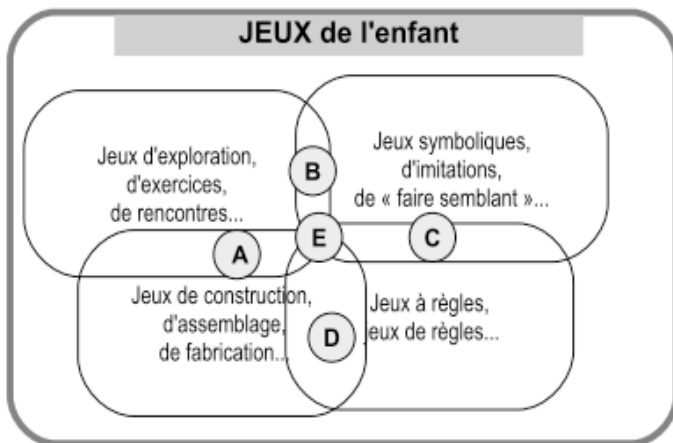 JEUX de l'enfant
Jeux d'exploration,
d'exercices,
de rencontres...
B
Jeux symboliques,
d'imitations,
de « faire semblant »...
A
E
C
Jeux de construction,
d'assemblage,
de fabrication...
D
Jeux à règles,
jeux de règles...